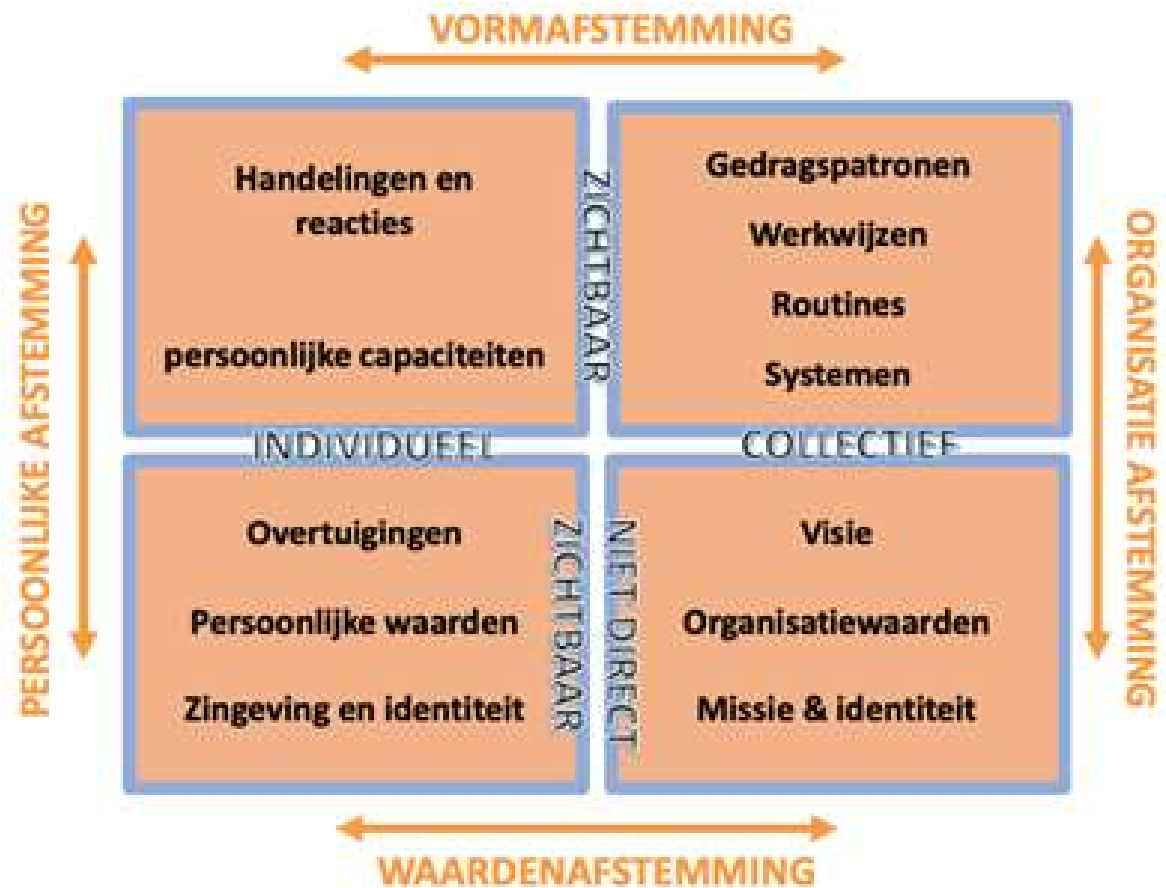 VORMAFSTEMMING
Handelingen en
reacties
persoonlijke capaciteiten
ZICHTBAAR
Gedragspatronen
Werkwijzen
Routines
Systemen
PERSOONLIJKE AFSTEMMING
ORGANISATIE AFSTEMMING
INDIVIDUEEL
COLLECTIEF
Overtuigingen
Persoonlijke waarden
Zingeving en identiteit
NIET DIRECT
ZICHTBAAR
Visie
Organisatiewaarden
Missie & identiteit
WAARDENAFSTEMMING